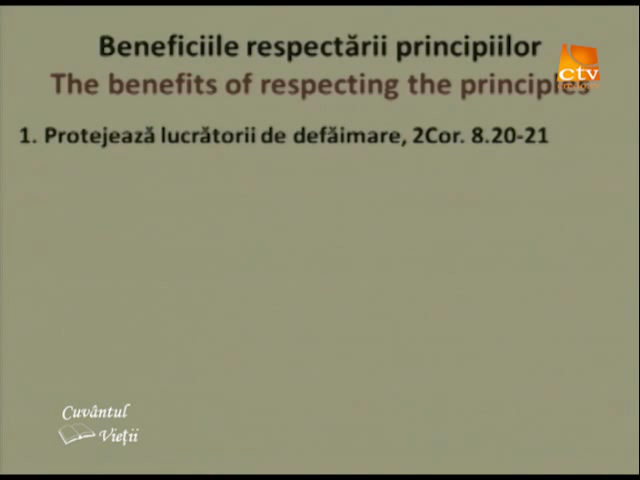 Beneficiile respectării principiilor
The benefits of respecting the principles
ctv
1. Protejează lucrătorii de defăimare, 2Cor. 8.20-21
Cuvântul
Vieții